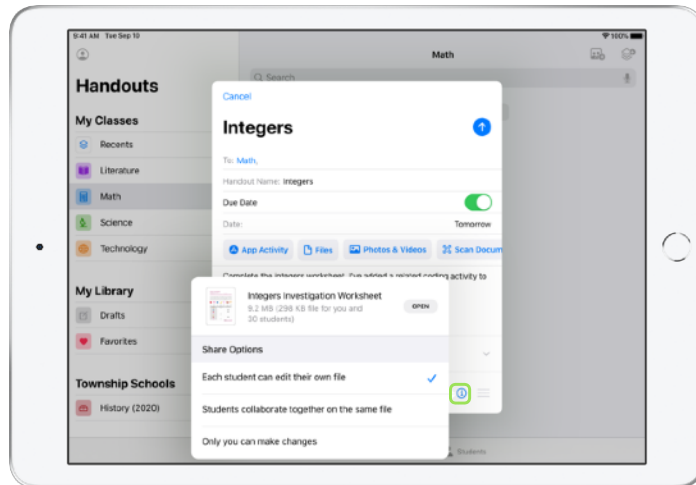 9:41 AM Tue Sep 10
100%
Math
Handouts
Search
Cancel
My Classes
Integers
Recents
To: Math,
Literature
Handout Name: Integers
Math
Due Date
Science
Date: Tomorrow
Technology
App Activity Files Photos & Videos Scan Docum
Complete the integers worksheet. I've added a related coding activity to
My Library
Drafts
Favorites
Integers Investigation Worksheet
9.2 MB (298 KB file for you and
30 students)
OPEN
Share Options
Each student can edit their own file
Students collaborate together on the same file
Only you can make changes
Township Schools
History (2020)
Students